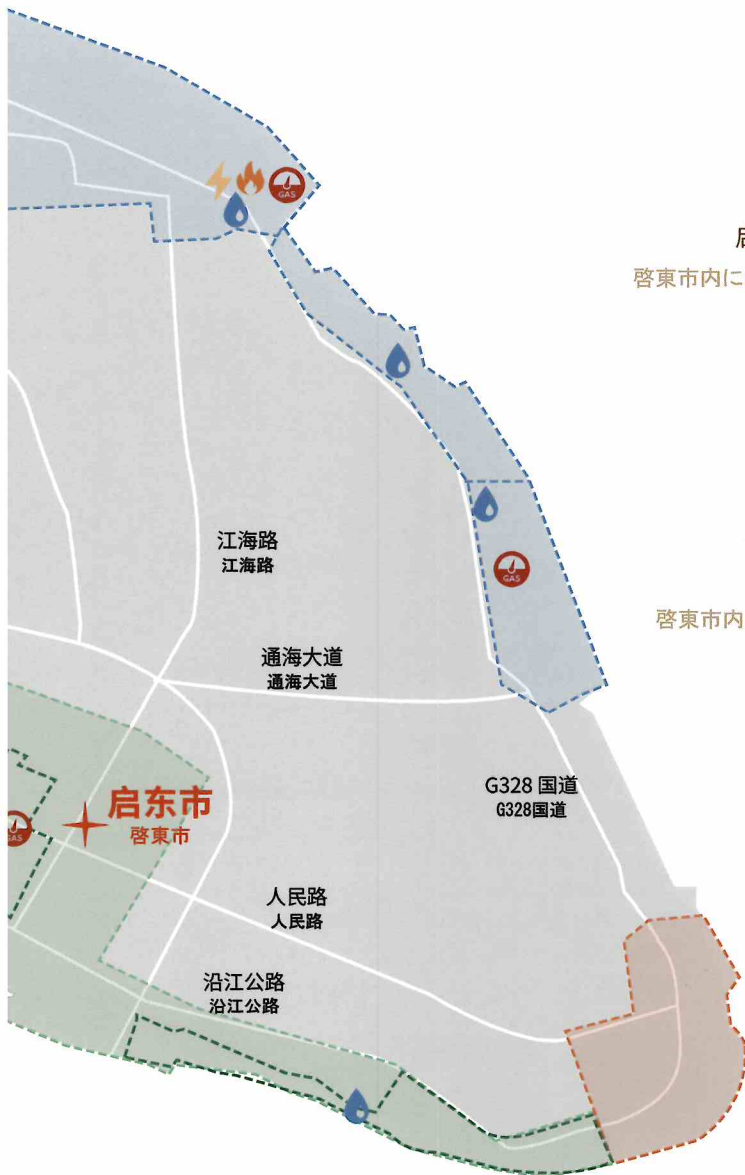 GAS
启
啓東市内に
江海路
江海路
GAS
通海大道
通海大道
啓東市内
G328 国道
G328国道
启东市
啓東市
GAS
人民路
人民路
沿江公路
沿江公路